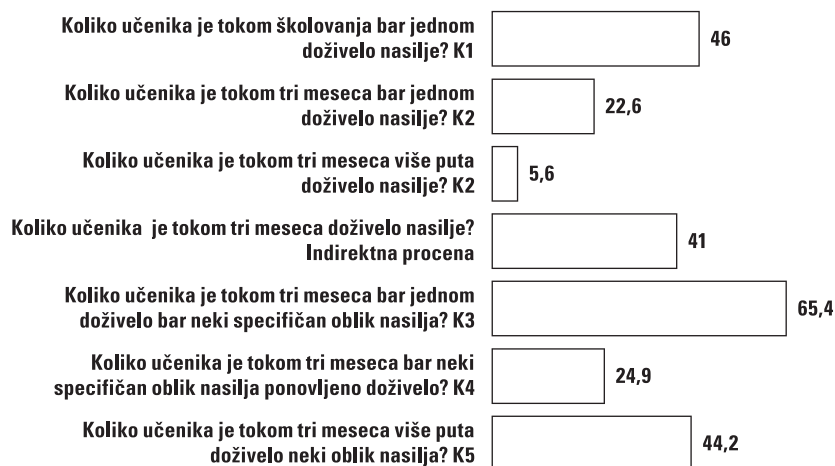 Koliko učenika je tokom školovanja bar jednom
doživelo nasilje? K1
46
Koliko učenika je tokom tri meseca bar jednom
doživelo nasilje? K2
22,6
Koliko učenika je tokom tri meseca više puta
doživelo nasilje? K2
5,6
Koliko učenika je tokom tri meseca doživelo nasilje?
Indirektna procena
41
Koliko učenika je tokom tri meseca bar jednom
doživelo bar neki specifičan oblik nasilja? K3
65,4
Koliko učenika je tokom tri meseca bar neki
specifičan oblik nasilja ponovljeno doživelo? K4
24,9
Koliko učenika je tokom tri meseca više puta
doživelo neki oblik nasilja? K5
44,2